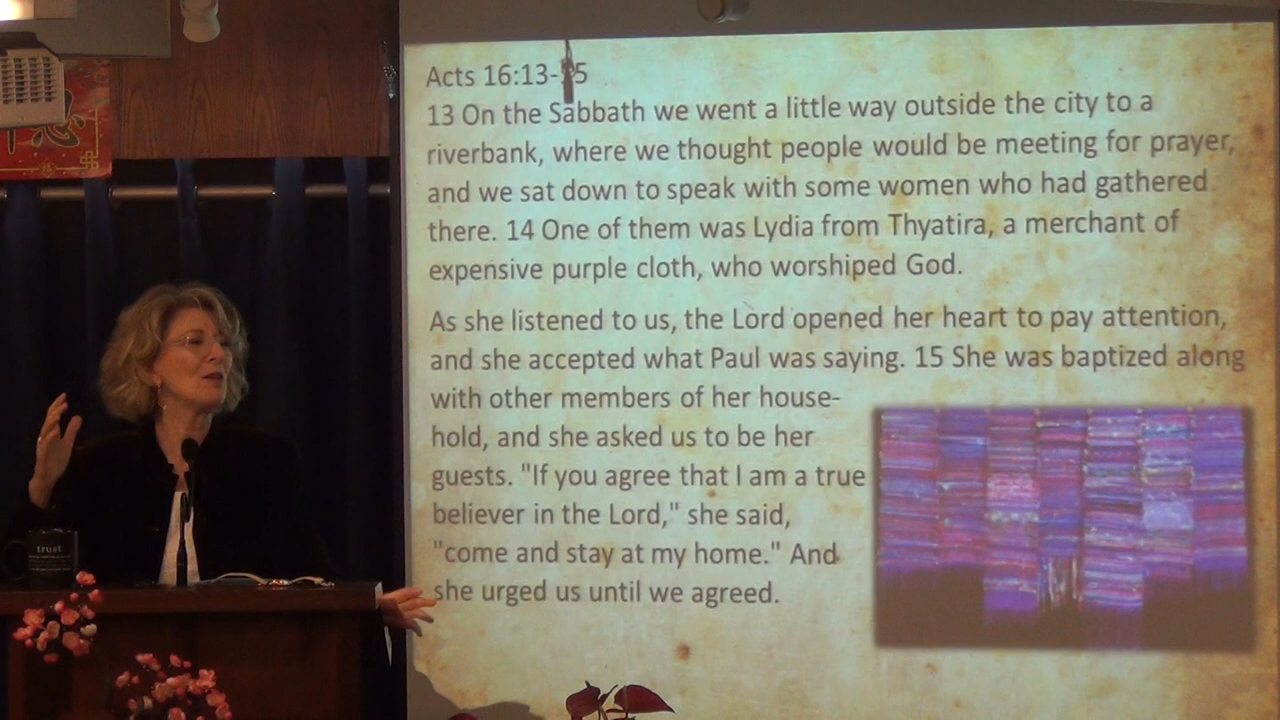 Acts 16:13-15
13 On the Sabbath we went a little way outside the city to a
riverbank, where we thought people would be meeting for prayer,
and we sat down to speak with some women who had gathered
there. 14 One of them was Lydia from Thyatira, a merchant of
expensive purple cloth, who worshiped God.
As she listened to us, the Lord opened her heart to pay attention,
and she accepted what Paul was saying. 15 She was baptized along
with other members of her house-
hold, and she asked us to be her
guests. "If you agree that I am a true
believer in the Lord," she said,
"come and stay at my home." And
she urged us until we agreed.
trust